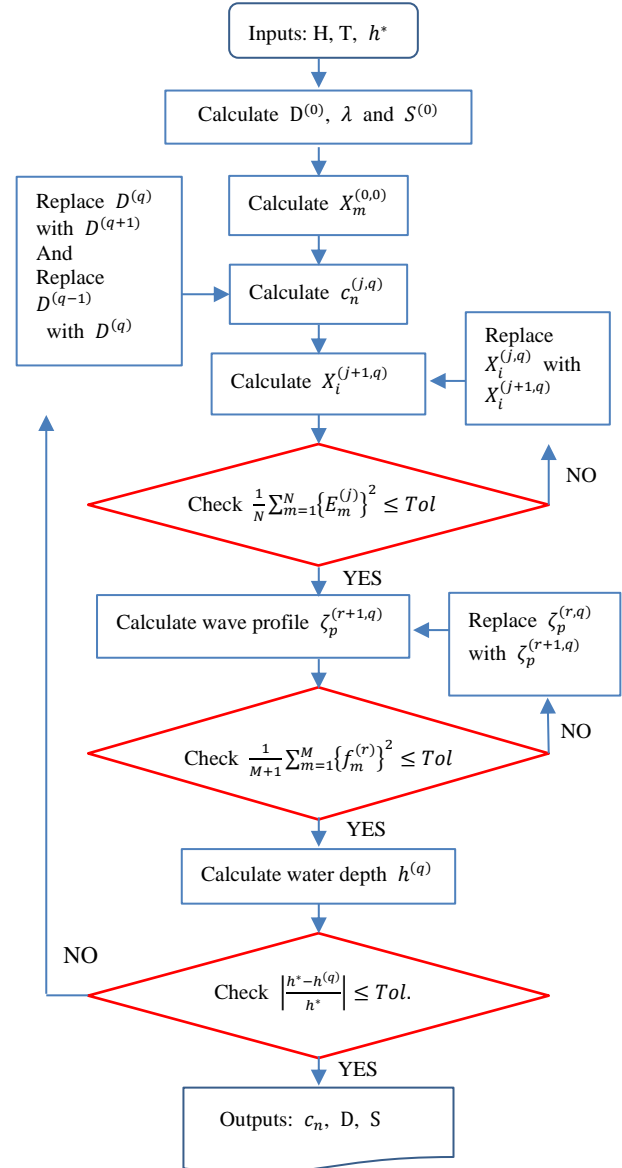 Inputs: H, T, ℎ*
Calculate D⁽⁰⁾, 𝜆 and 𝑆⁽⁰⁾
Calculate 𝑋ₘ⁽⁰,⁰⁾
Replace 𝐷^(𝑞)
with 𝐷^(𝑞+1)
And
Replace
𝐷^(𝑞−1)
with 𝐷^(𝑞)
Calculate 𝑐_𝑛^(𝑗,𝑞)
Calculate 𝑋_𝑖^(𝑗+1,𝑞)
Replace
𝑋_𝑖^(𝑗,𝑞) with
𝑋_𝑖^(𝑗+1,𝑞)
Check 1/𝑁 ∑_{𝑚=1}^{𝑁} {𝐸_𝑚^(𝑗)}² ≤ 𝑇𝑜𝑙
NO
YES
Calculate wave profile 𝜁_𝑝^(𝑟+1,𝑞)
Replace 𝜁_𝑝^(𝑟,𝑞)
with 𝜁_𝑝^(𝑟+1,𝑞)
Check 1/(𝑀+1) ∑_{𝑚=1}^{𝑀} {𝑓_𝑚^(𝑟)}² ≤ 𝑇𝑜𝑙
NO
YES
Calculate water depth ℎ^(𝑞)
NO
Check |(ℎ*−ℎ^(𝑞))/ℎ*| ≤ 𝑇𝑜𝑙.
YES
Outputs: 𝑐_𝑛, D, S